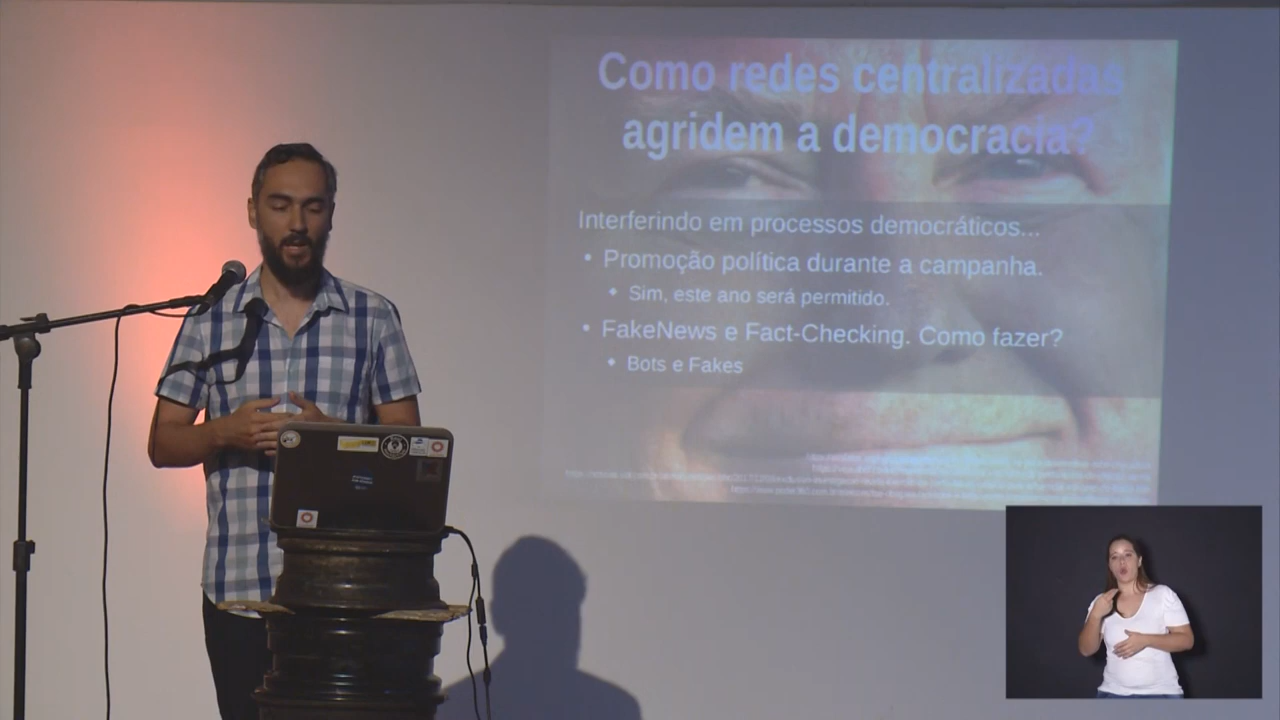 Como redes centralizadas
agridem a democracia?
Interferindo em processos democráticos...
• Promoção política durante a campanha.
Sim, este ano será permitido.
• FakeNews e Fact-Checking. Como fazer?
Bots e Fakes